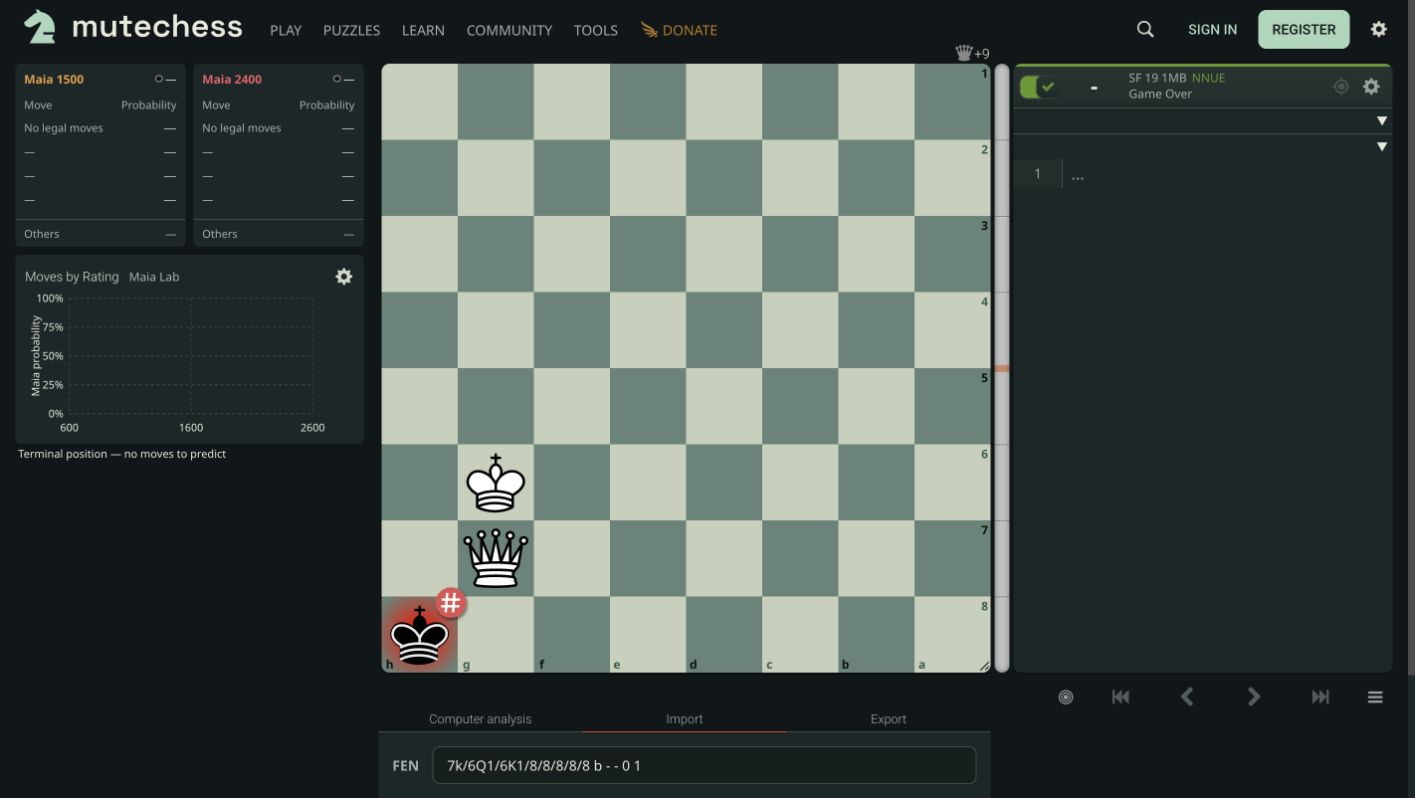 mutechess PLAY PUZZLES LEARN COMMUNITY TOOLS DONATE SIGN IN REGISTER
+9
Maia 1500 —
Move Probability
No legal moves —
— —
— —
— —
Others —
Maia 2400 —
Move Probability
No legal moves —
— —
— —
— —
Others —
Moves by Rating Maia Lab
Maia probability
100%
75%
50%
25%
0%
600 1600 2600
Terminal position — no moves to predict
1
2
3
4
5
6
7
8
#
h g f e d c b a
- SF 19 1MB NNUE
Game Over
1 ...
Computer analysis Import Export
FEN 7k/6Q1/6K1/8/8/8/8/8 b - - 0 1